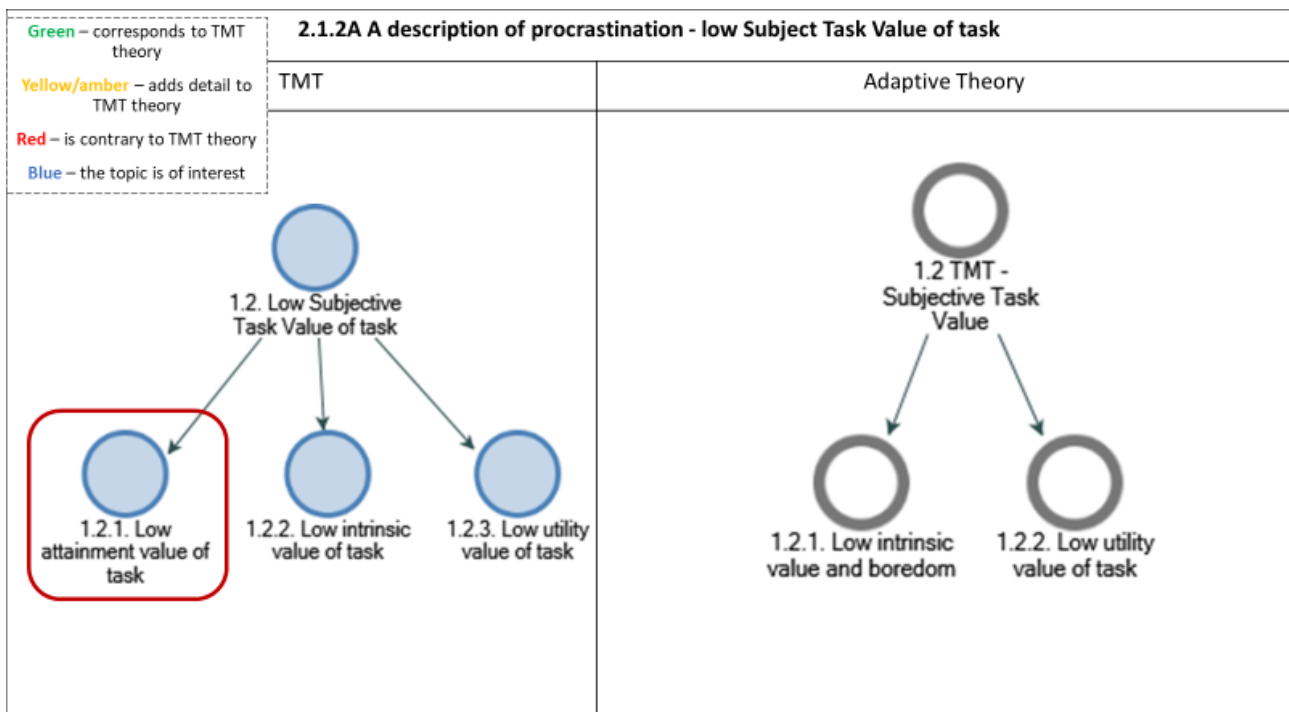 2.1.2A A description of procrastination - low Subject Task Value of task
Green – corresponds to TMT
theory
Yellow/amber – adds detail to
TMT theory
Red – is contrary to TMT theory
Blue – the topic is of interest
TMT
Adaptive Theory
1.2. Low Subjective
Task Value of task
1.2.1. Low
attainment value of
task
1.2.2. Low intrinsic
value of task
1.2.3. Low utility
value of task
1.2 TMT -
Subjective Task
Value
1.2.1. Low intrinsic
value and boredom
1.2.2. Low utility
value of task